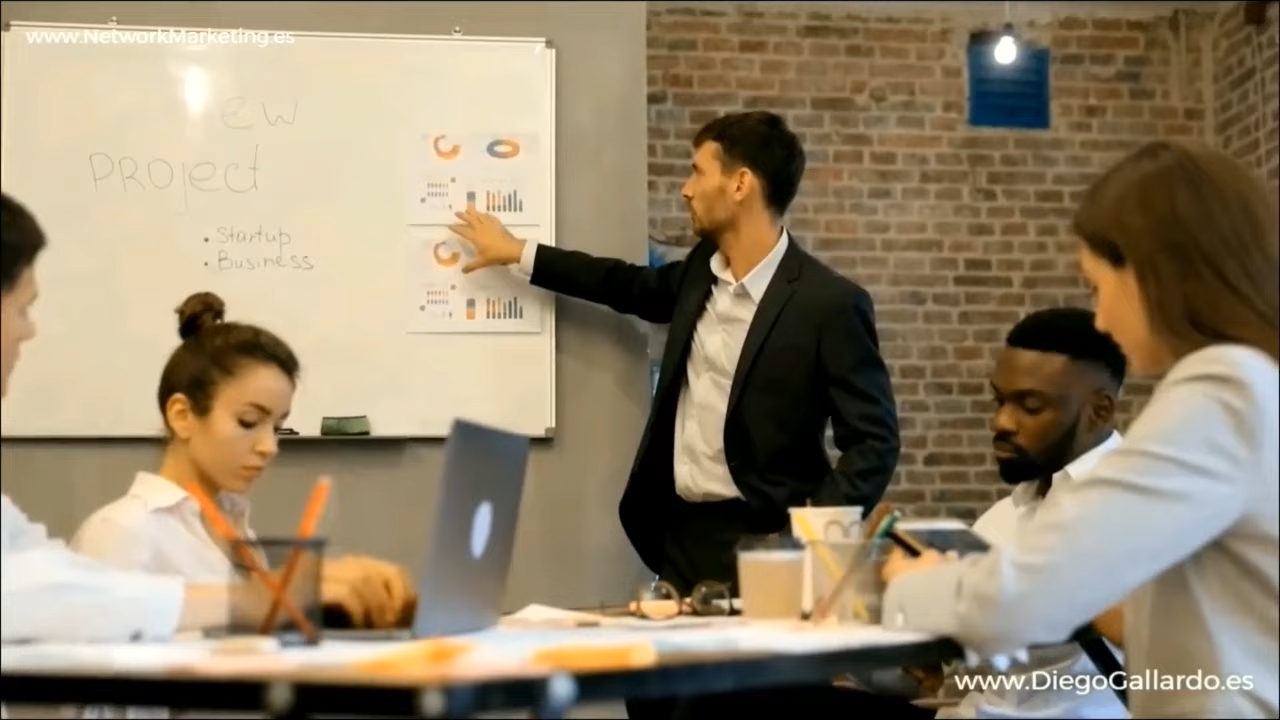 www.NetworkMarketing.es
ew
PROject
• Startup
• Business
www.DiegoGallardo.es